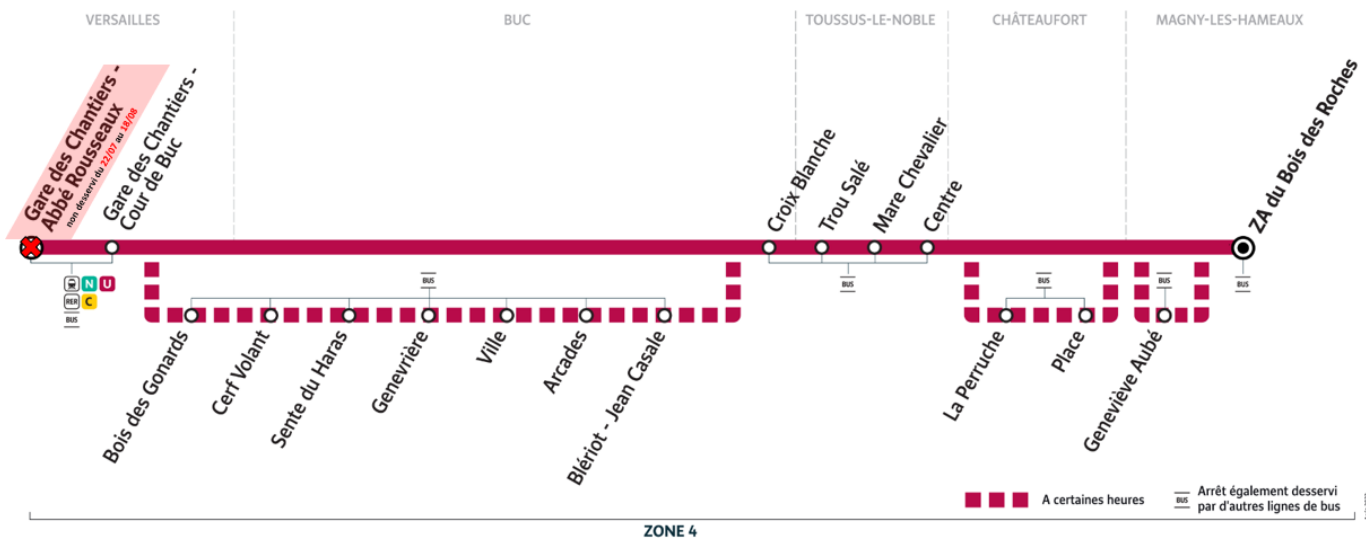 VERSAILLES
BUC
TOUSSUS-LE-NOBLE
CHÂTEAUFORT
MAGNY-LES-HAMEAUX
Gare des Chantiers -
Abbé Rousseaux
non desservi du 22/07 au 18/08
Gare des Chantiers -
Cour de Buc
Croix Blanche
Trou Salé
Mare Chevalier
Centre
ZA du Bois des Roches
N U
RER C
BUS
BUS
BUS
BUS
BUS
BUS
Bois des Gonards
Cerf Volant
Sente du Haras
Genevrière
Ville
Arcades
Blériot - Jean Casale
La Perruche
Place
Geneviève Aubé
A certaines heures
BUS
Arrêt également desservi
par d'autres lignes de bus
ZONE 4